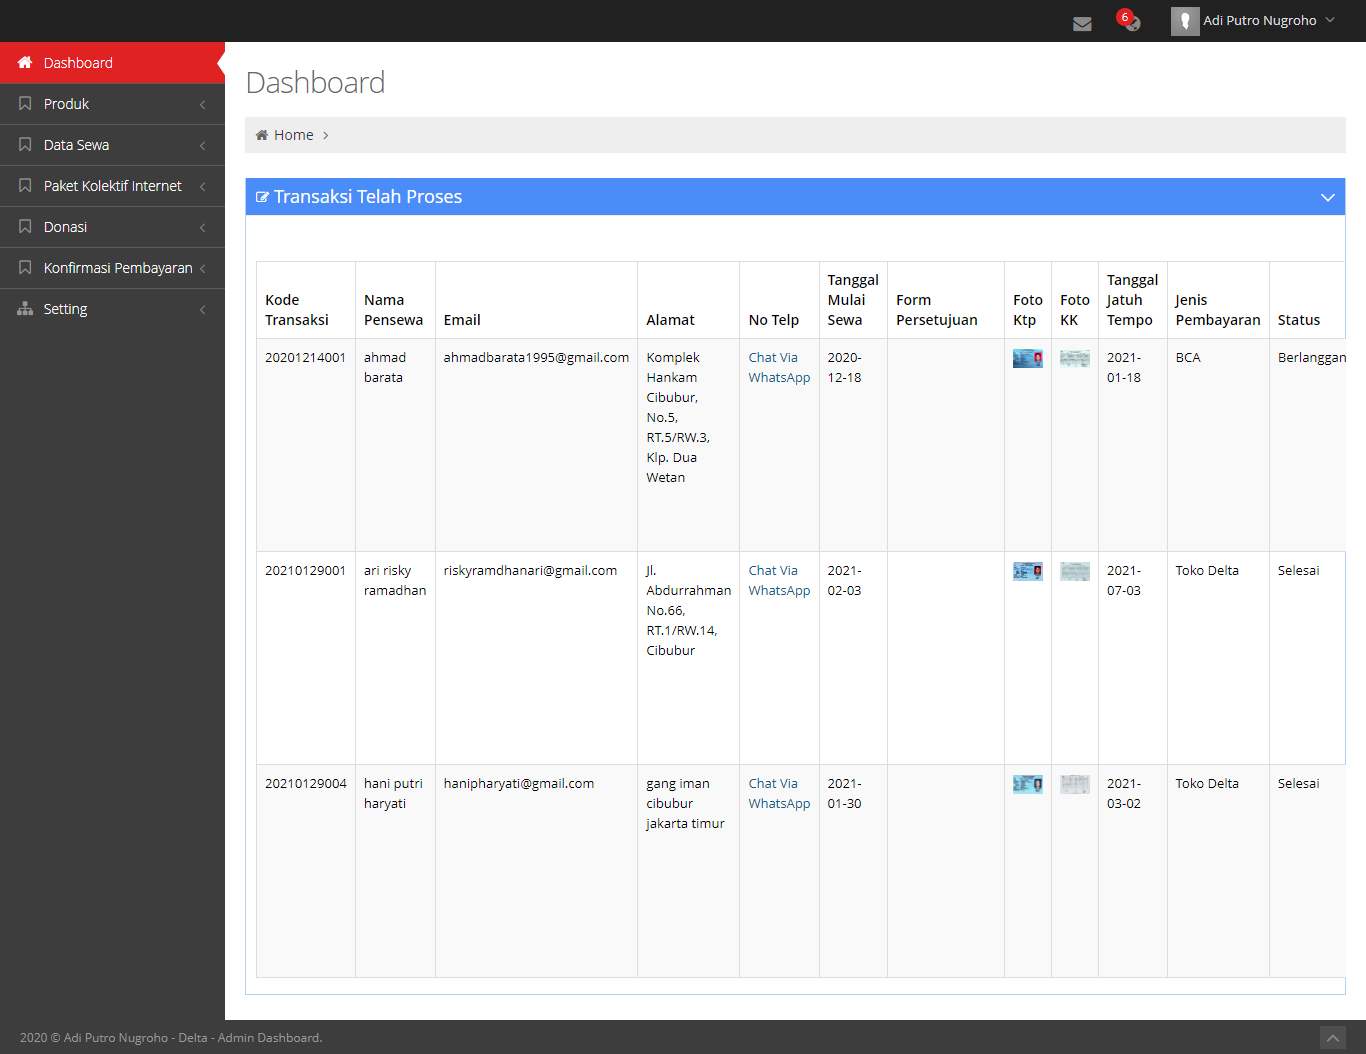 6
Adi Putro Nugroho
Dashboard
Produk
Data Sewa
Paket Kolektif Internet
Donasi
Konfirmasi Pembayaran
Setting
Dashboard
Home
Transaksi Telah Proses
Kode Transaksi
Nama Pensewa
Email
Alamat
No Telp
Tanggal Mulai Sewa
Form Persetujuan
Foto Ktp
Foto KK
Tanggal Jatuh Tempo
Jenis Pembayaran
Status
20201214001
ahmad
barata
ahmadbarata1995@gmail.com
Komplek
Hankam
Cibubur,
No.5,
RT.5/RW.3,
Klp. Dua
Wetan
Chat Via
WhatsApp
2020-
12-18
2021-
01-18
BCA
Berlanggan
20210129001
ari risky
ramadhan
riskyramdhanari@gmail.com
Jl.
Abdurrahman
No.66,
RT.1/RW.14,
Cibubur
Chat Via
WhatsApp
2021-
02-03
2021-
07-03
Toko Delta
Selesai
20210129004
hani putri
haryati
hanipharyati@gmail.com
gang iman
cibubur
jakarta timur
Chat Via
WhatsApp
2021-
01-30
2021-
03-02
Toko Delta
Selesai
2020 © Adi Putro Nugroho - Delta - Admin Dashboard.